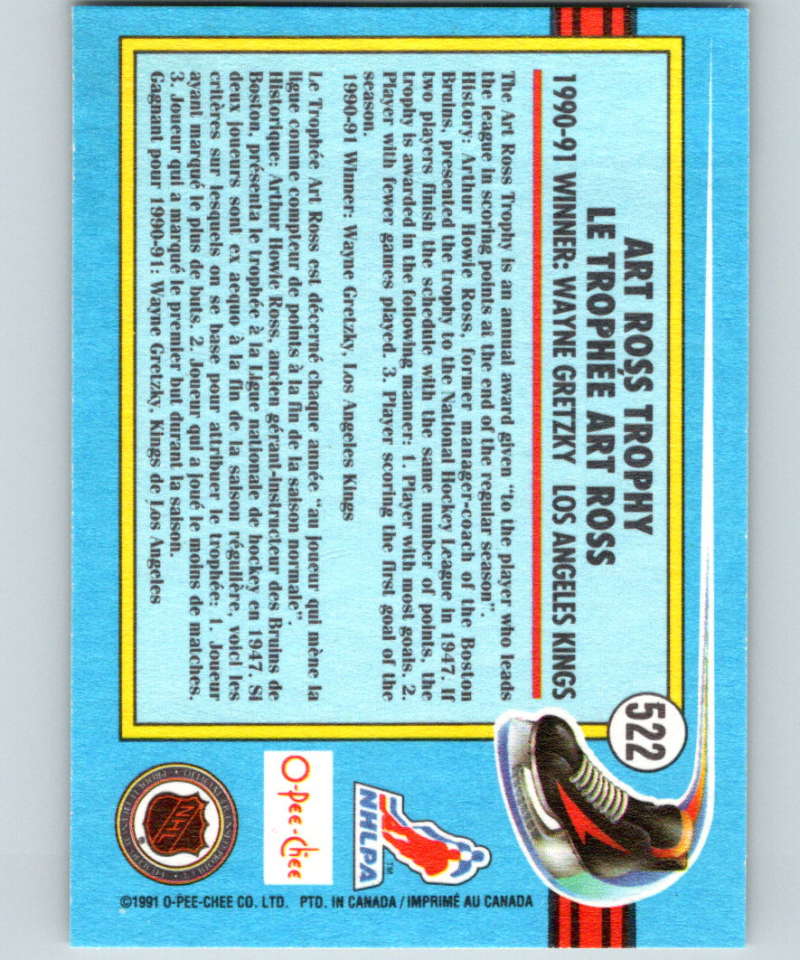 ART ROSS TROPHY
LE TROPHÉE ART ROSS
1990-91 WINNER: WAYNE GRETZKY LOS ANGELES KINGS
522
The Art Ross Trophy is an annual award given "to the player who leads
the league in scoring points at the end of the regular season".
History: Arthur Howie Ross, former manager-coach of the Boston
Bruins, presented the trophy to the National Hockey League in 1947. If
two players finish the schedule with the same number of points, the
trophy is awarded in the following manner: 1. Player with most goals. 2.
Player with fewer games played. 3. Player scoring the first goal of the
season.
1990-91 Winner: Wayne Gretzky, Los Angeles Kings
Le Trophée Art Ross est décerné chaque année "au joueur qui mène la
ligue comme compteur de points à la fin de la saison normale".
Historique: Arthur Howie Ross, ancien gérant-instructeur des Bruins de
Boston, présenta le trophée à la Ligue nationale de hockey en 1947. Si
deux joueurs sont ex aequo à la fin de la saison régulière, voici les
critères sur lesquels on se base pour attribuer le trophée: 1. Joueur
ayant marqué le plus de buts. 2. Joueur qui a joué le moins de matches.
3. Joueur qui a marqué le premier but durant la saison.
Gagnant pour 1990-91: Wayne Gretzky, Kings de Los Angeles
NHL
O-Pee-Chee
NHLPA
TM
©1991 O-PEE-CHEE CO. LTD. PTD. IN CANADA / IMPRIMÉ AU CANADA